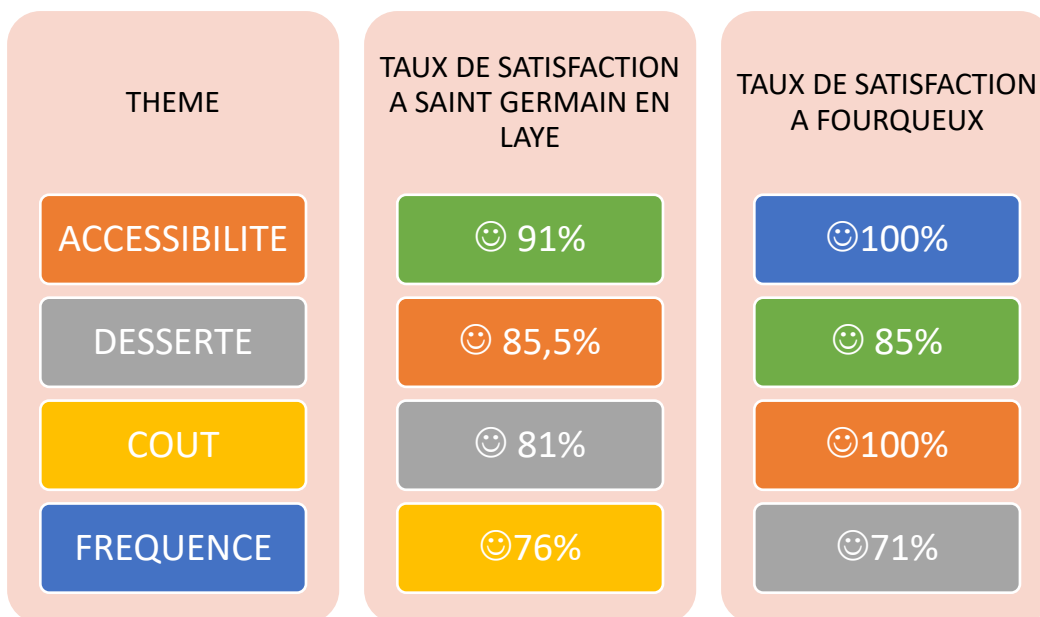 THEME
TAUX DE SATISFACTION
A SAINT GERMAIN EN
LAYE
TAUX DE SATISFACTION
A FOURQUEUX
ACCESSIBILITE
☺ 91%
☺100%
DESSERTE
☺ 85,5%
☺ 85%
COUT
☺ 81%
☺100%
FREQUENCE
☺76%
☺71%